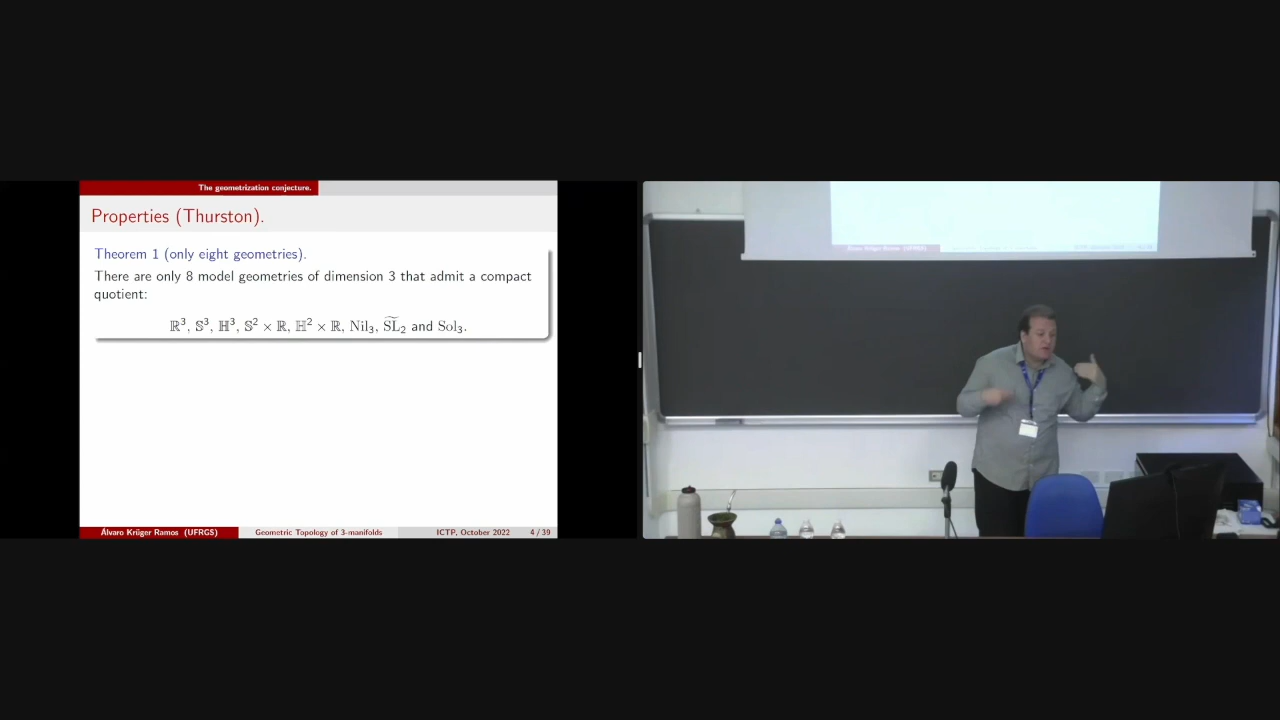 The geometrization conjecture.
Properties (Thurston).
Theorem 1 (only eight geometries).
There are only 8 model geometries of dimension 3 that admit a compact
quotient:
ℝ³, 𝕊³, ℍ³, 𝕊² × ℝ, ℍ² × ℝ, Nil₃, S͠L₂ and Sol₃.
Álvaro Krüger Ramos (UFRGS) Geometric Topology of 3-manifolds ICTP, October 2022 4 / 39